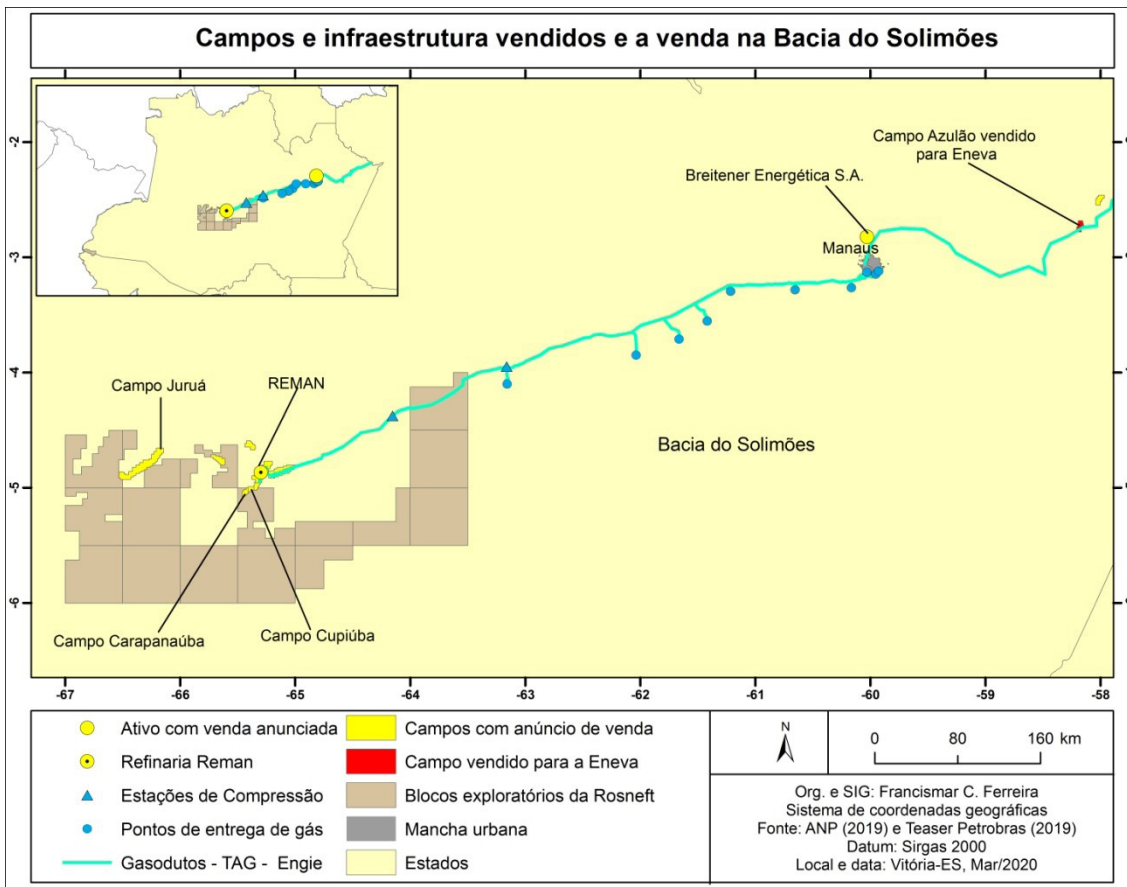 Campos e infraestrutura vendidos e a venda na Bacia do Solimões
Campo Azulão vendido
para Eneva
Breitener Energética S.A.
Manaus
Campo Juruá
REMAN
Bacia do Solimões
Campo Carapanaúba
Campo Cupiúba
-2
-3
-4
-5
-6
-67 -66 -65 -64 -63 -62 -61 -60 -59 -58
Ativo com venda anunciada
Refinaria Reman
Estações de Compressão
Pontos de entrega de gás
Gasodutos - TAG - Engie
Campos com anúncio de venda
Campo vendido para a Eneva
Blocos exploratórios da Rosneft
Mancha urbana
Estados
N
0 80 160 km
Org. e SIG: Francismar C. Ferreira
Sistema de coordenadas geográficas
Fonte: ANP (2019) e Teaser Petrobras (2019)
Datum: Sirgas 2000
Local e data: Vitória-ES, Mar/2020